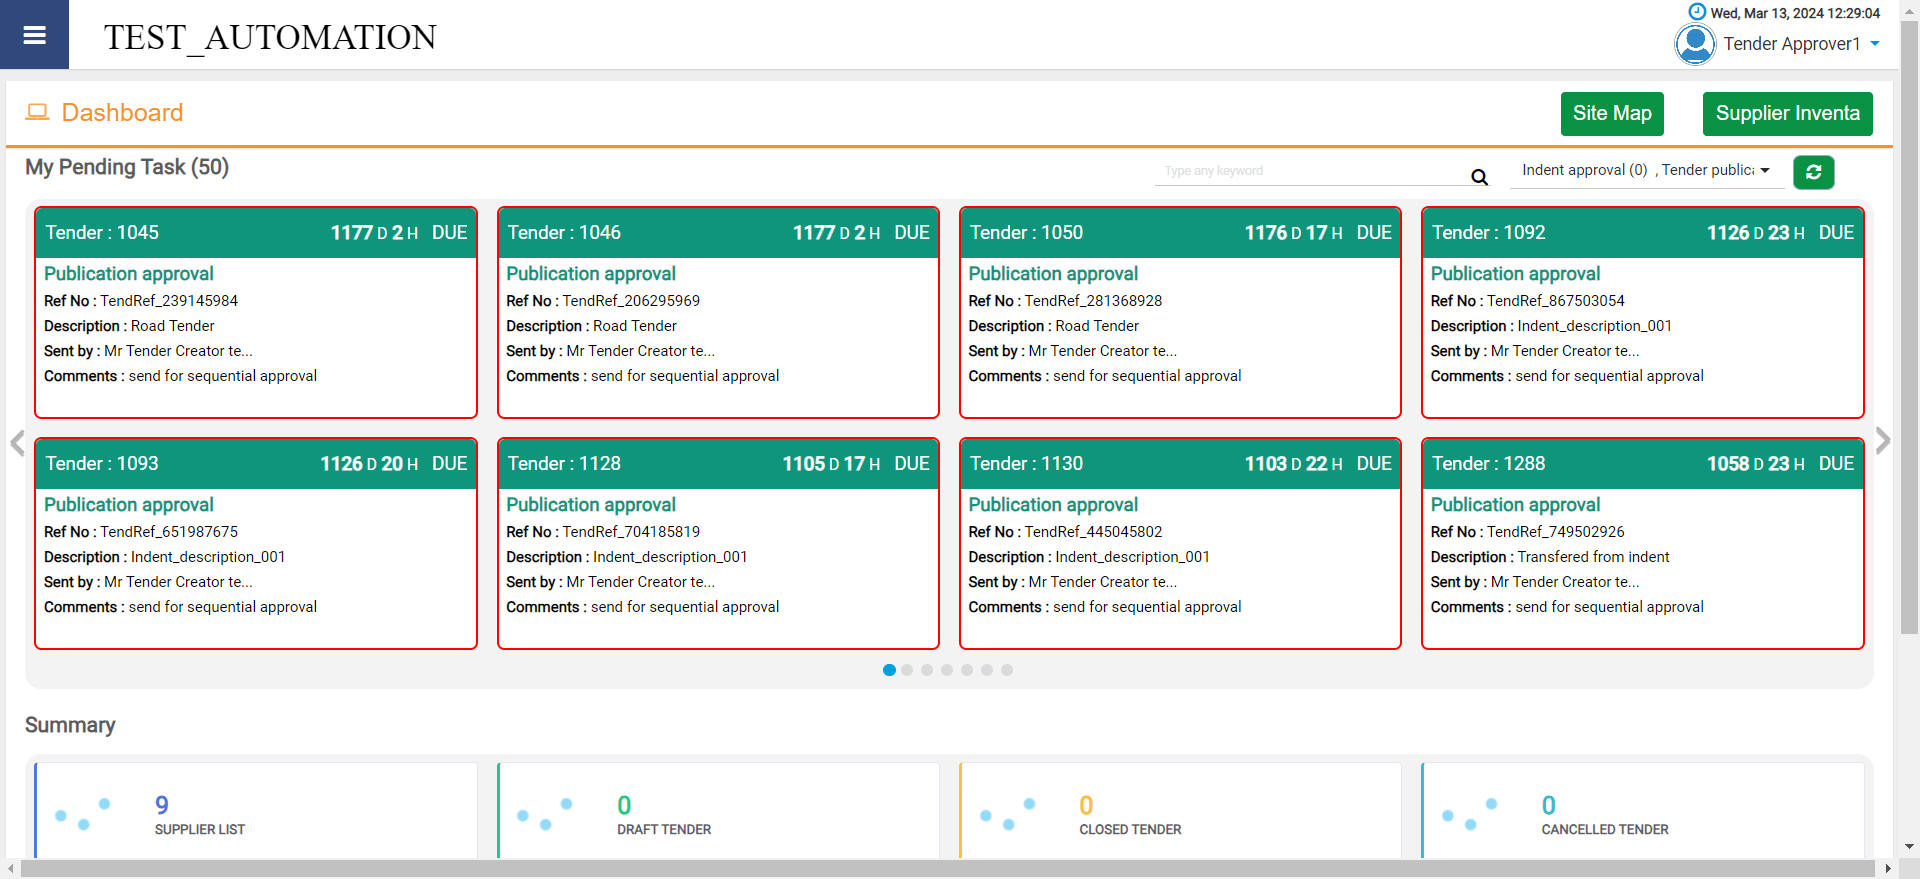 TEST_AUTOMATION
Wed, Mar 13, 2024 12:29:04
Tender Approver1
Dashboard
Site Map
Supplier Inventa
My Pending Task (50)
Type any keyword
Indent approval (0) , Tender public
Tender : 1045 1177 D 2 H DUE
Publication approval
Ref No : TendRef_239145984
Description : Road Tender
Sent by : Mr Tender Creator te...
Comments : send for sequential approval
Tender : 1046 1177 D 2 H DUE
Publication approval
Ref No : TendRef_206295969
Description : Road Tender
Sent by : Mr Tender Creator te...
Comments : send for sequential approval
Tender : 1050 1176 D 17 H DUE
Publication approval
Ref No : TendRef_281368928
Description : Road Tender
Sent by : Mr Tender Creator te...
Comments : send for sequential approval
Tender : 1092 1126 D 23 H DUE
Publication approval
Ref No : TendRef_867503054
Description : Indent_description_001
Sent by : Mr Tender Creator te...
Comments : send for sequential approval
Tender : 1093 1126 D 20 H DUE
Publication approval
Ref No : TendRef_651987675
Description : Indent_description_001
Sent by : Mr Tender Creator te...
Comments : send for sequential approval
Tender : 1128 1105 D 17 H DUE
Publication approval
Ref No : TendRef_704185819
Description : Indent_description_001
Sent by : Mr Tender Creator te...
Comments : send for sequential approval
Tender : 1130 1103 D 22 H DUE
Publication approval
Ref No : TendRef_445045802
Description : Indent_description_001
Sent by : Mr Tender Creator te...
Comments : send for sequential approval
Tender : 1288 1058 D 23 H DUE
Publication approval
Ref No : TendRef_749502926
Description : Transfered from indent
Sent by : Mr Tender Creator te...
Comments : send for sequential approval
Summary
9
SUPPLIER LIST
0
DRAFT TENDER
0
CLOSED TENDER
0
CANCELLED TENDER